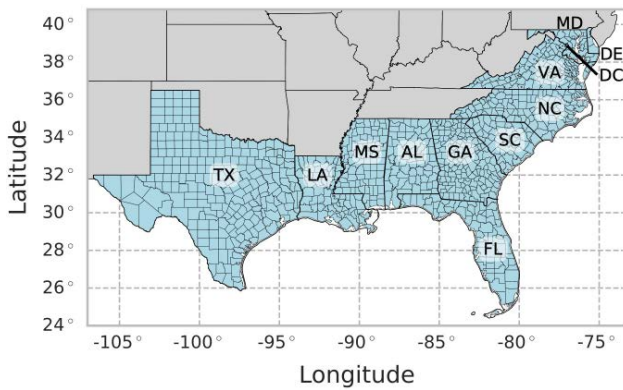 40°
38°
36°
34°
32°
30°
28°
26°
24°
Latitude
MD
DE
DC
VA
NC
SC
MS
AL
GA
TX
LA
FL
-105° -100° -95° -90° -85° -80° -75°
Longitude